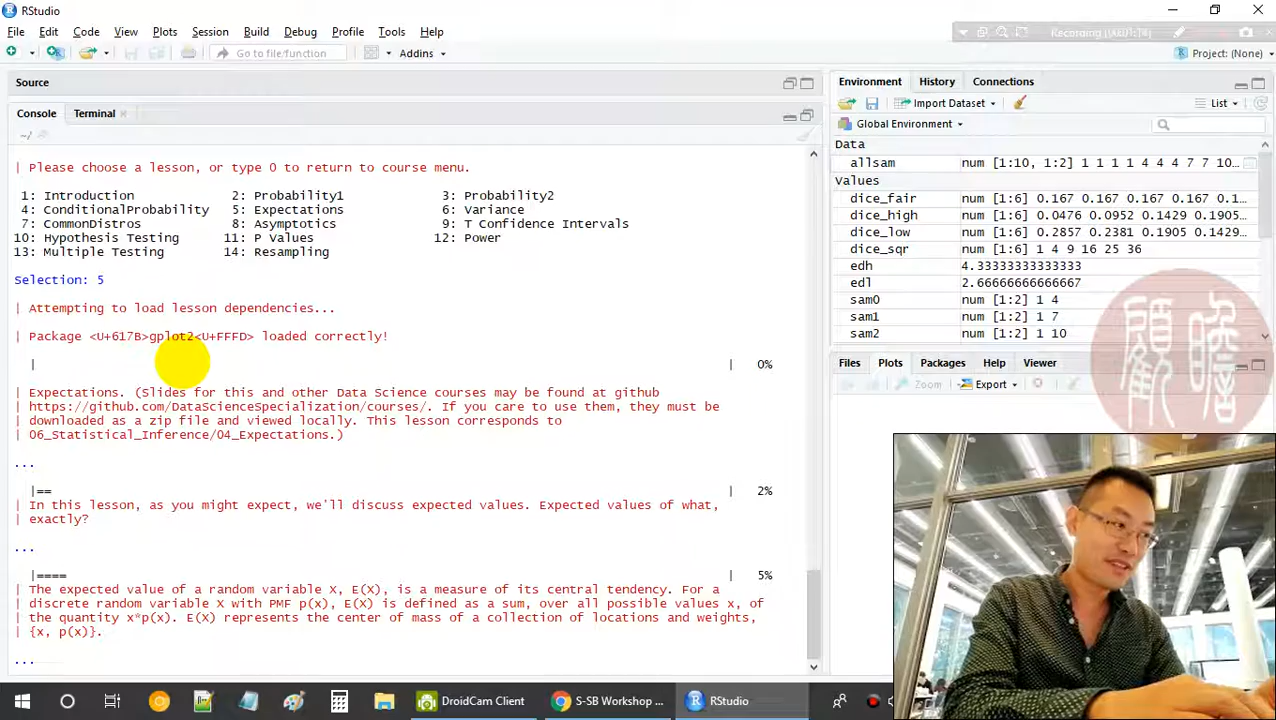 RStudio
File Edit Code View Plots Session Build Debug Profile Tools Help
Go to file/function
Addins
Project: (None)
Source
Console Terminal
~/
| Please choose a lesson, or type 0 to return to course menu.
1: Introduction 2: Probability1 3: Probability2
4: ConditionalProbability 5: Expectations 6: Variance
7: CommonDistros 8: Asymptotics 9: T Confidence Intervals
10: Hypothesis Testing 11: P Values 12: Power
13: Multiple Testing 14: Resampling
Selection: 5
| Attempting to load lesson dependencies...
| Package <U+617B>gplot2<U+FFFD> loaded correctly!
| | 0%
| Expectations. (Slides for this and other Data Science courses may be found at github
| https://github.com/DataScienceSpecialization/courses/. If you care to use them, they must be
| downloaded as a zip file and viewed locally. This lesson corresponds to
| 06_Statistical_Inference/04_Expectations.)
...
|== | 2%
| In this lesson, as you might expect, we'll discuss expected values. Expected values of what,
| exactly?
...
|==== | 5%
| The expected value of a random variable X, E(X), is a measure of its central tendency. For a
| discrete random variable X with PMF p(x), E(X) is defined as a sum, over all possible values x, of
| the quantity x*p(x). E(X) represents the center of mass of a collection of locations and weights,
| {x, p(x)}.
...
Environment History Connections
Import Dataset List
Global Environment
Data
allsam num [1:10, 1:2] 1 1 1 1 4 4 4 7 7 10...
Values
dice_fair num [1:6] 0.167 0.167 0.167 0.167 0.1...
dice_high num [1:6] 0.0476 0.0952 0.1429 0.1905...
dice_low num [1:6] 0.2857 0.2381 0.1905 0.1429...
dice_sqr num [1:6] 1 4 9 16 25 36
edh 4.33333333333333
edl 2.66666666666667
sam0 num [1:2] 1 4
sam1 num [1:2] 1 7
sam2 num [1:2] 1 10
Files Plots Packages Help Viewer
Zoom Export
DroidCam Client
S-SB Workshop ...
RStudio